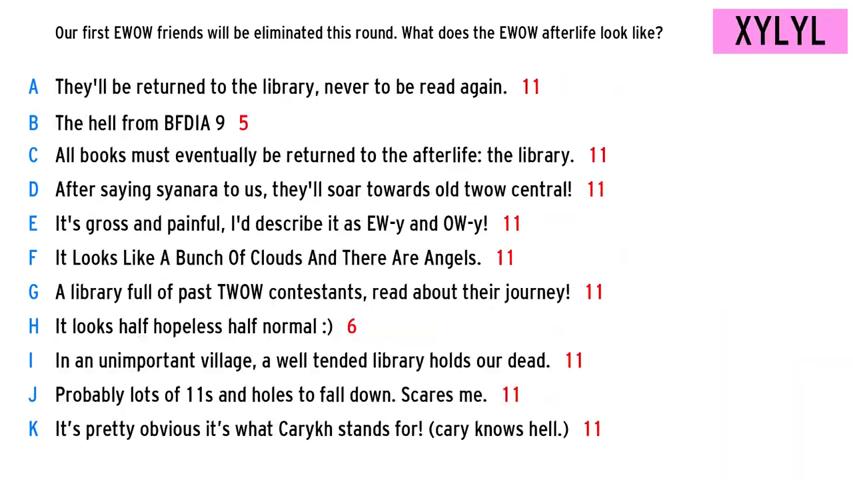 Our first EWOW friends will be eliminated this round. What does the EWOW afterlife look like?
XYLYL
A They'll be returned to the library, never to be read again. 11
B The hell from BFDIA 9 5
C All books must eventually be returned to the afterlife: the library. 11
D After saying syanara to us, they'll soar towards old twow central! 11
E It's gross and painful, I'd describe it as EW-y and OW-y! 11
F It Looks Like A Bunch Of Clouds And There Are Angels. 11
G A library full of past TWOW contestants, read about their journey! 11
H It looks half hopeless half normal :) 6
I In an unimportant village, a well tended library holds our dead. 11
J Probably lots of 11s and holes to fall down. Scares me. 11
K It’s pretty obvious it’s what Carykh stands for! (cary knows hell.) 11